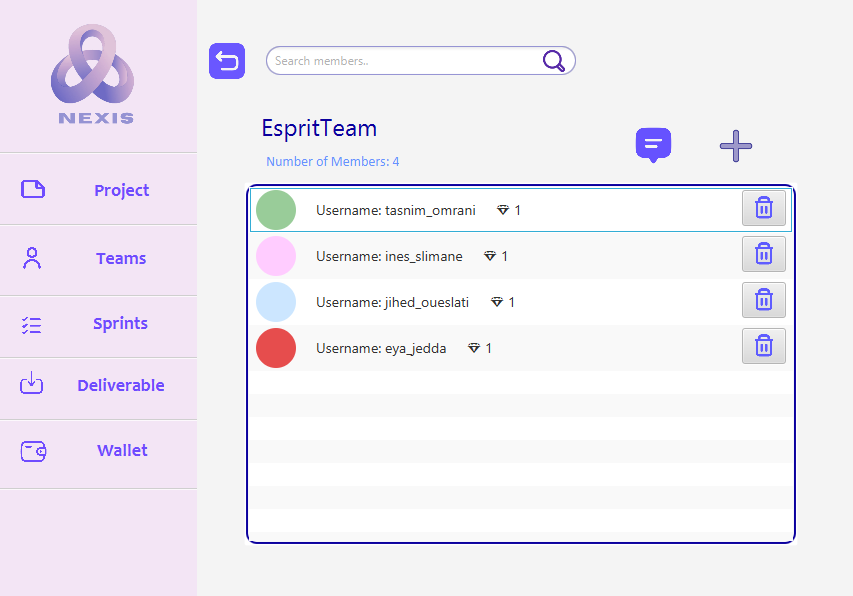 NEXIS
Project
Teams
Sprints
Deliverable
Wallet
Search members..
EspritTeam
Number of Members: 4
Username: tasnim_omrani 1
Username: ines_slimane 1
Username: jihed_oueslati 1
Username: eya_jedda 1